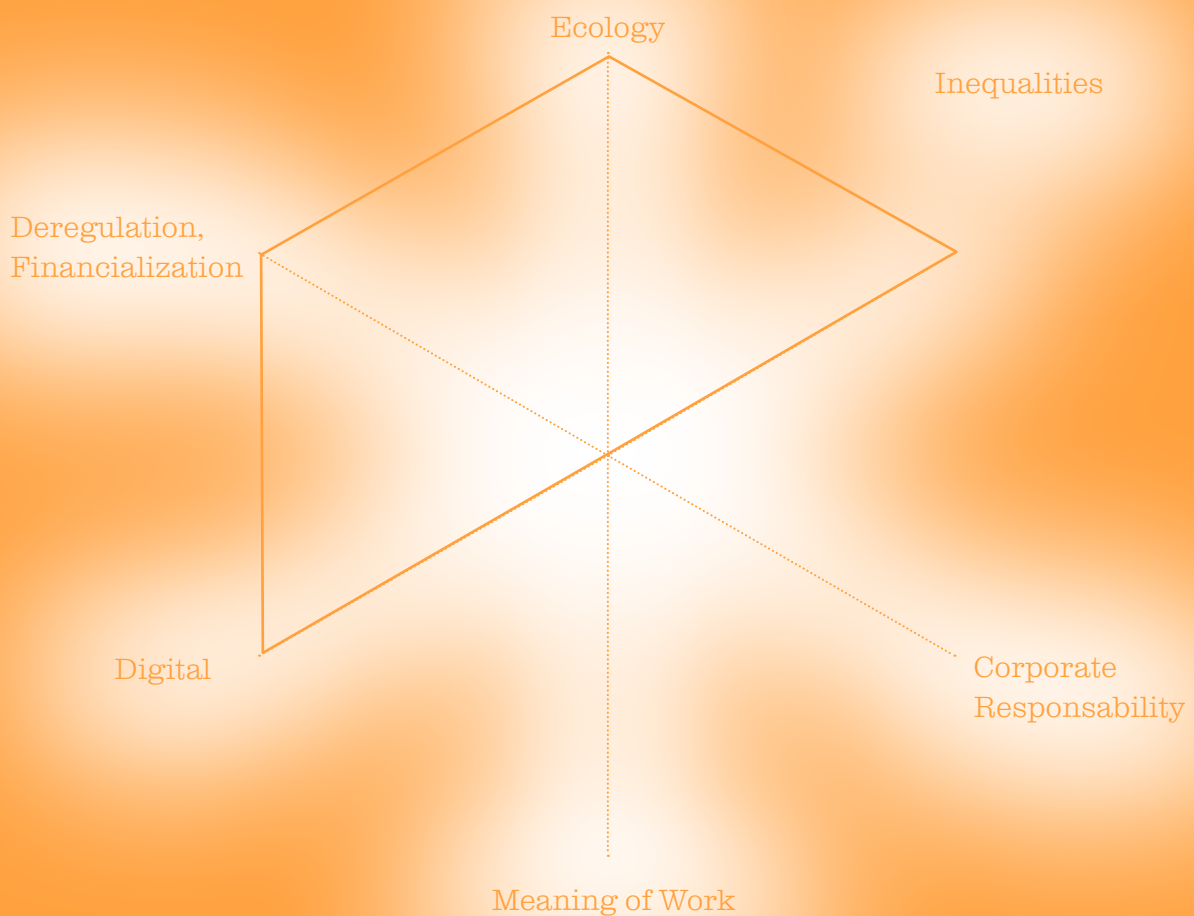 Ecology
Inequalities
Deregulation,
Financialization
Digital
Corporate
Responsability
Meaning of Work